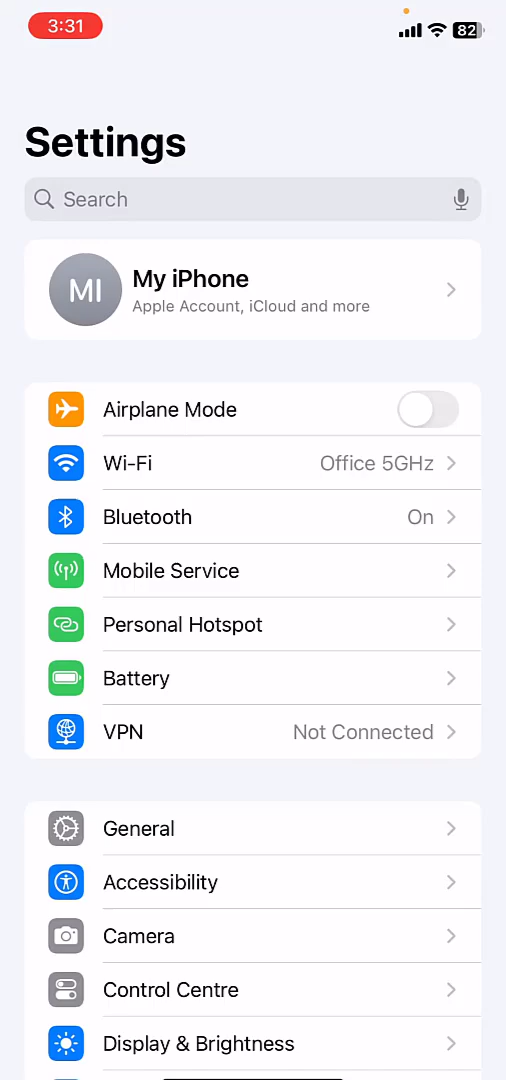 3:31
82
Settings
Search
MI
My iPhone
Apple Account, iCloud and more
Airplane Mode
Wi-Fi Office 5GHz
Bluetooth On
Mobile Service
Personal Hotspot
Battery
VPN Not Connected
General
Accessibility
Camera
Control Centre
Display & Brightness